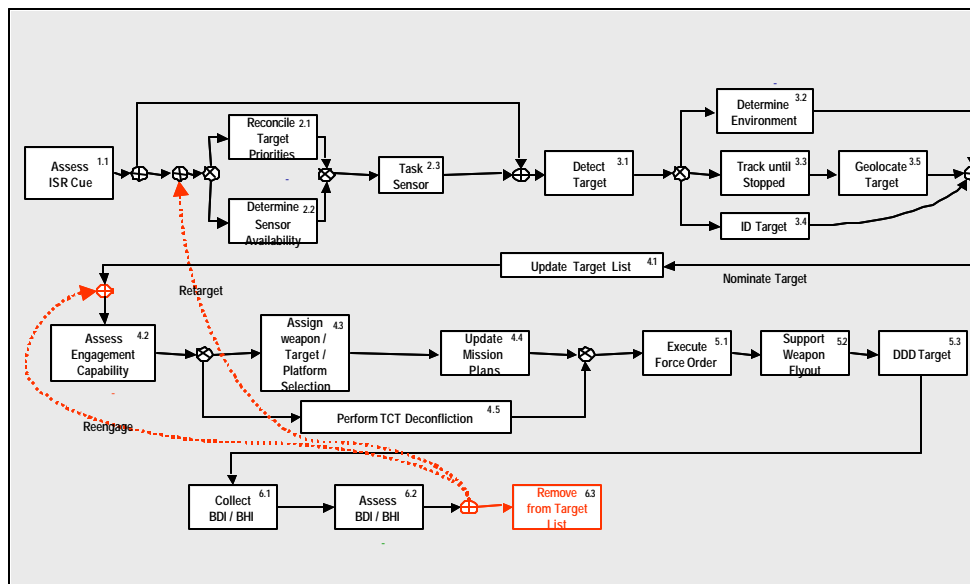 1.1
Assess
ISR Cue
2.1
Reconcile
Target
Priorities
2.2
Determine
Sensor
Availability
2.3
Task
Sensor
3.1
Detect
Target
3.2
Determine
Environment
3.3
Track until
Stopped
3.5
Geolocate
Target
3.4
ID Target
4.1
Update Target List
Nominate Target
Retarget
4.2
Assess
Engagement
Capability
4.3
Assign
weapon /
Target /
Platform
Selection
4.4
Update
Mission
Plans
4.5
Perform TCT Deconfliction
5.1
Execute
Force Order
5.2
Support
Weapon
Flyout
5.3
DDD Target
Reengage
6.1
Collect
BDI / BHI
6.2
Assess
BDI / BHI
6.3
Remove
from Target
List